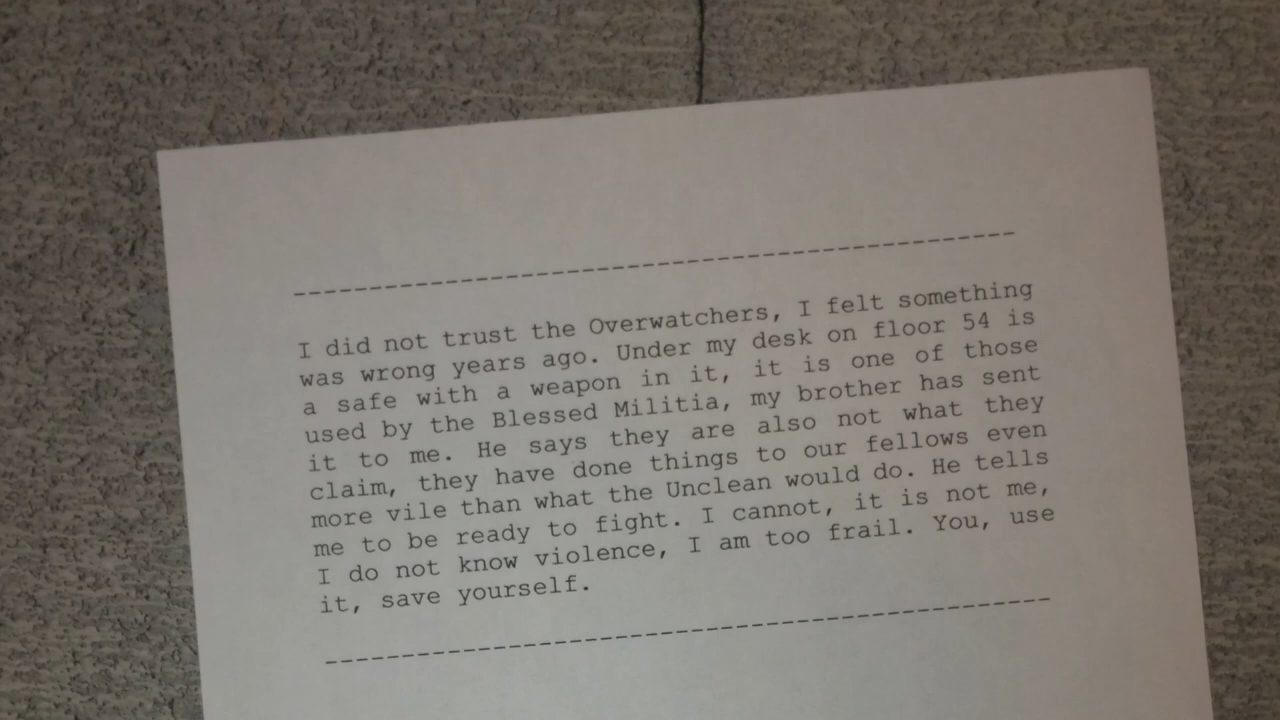 I did not trust the Overwatchers, I felt something
was wrong years ago. Under my desk on floor 54 is
a safe with a weapon in it, it is one of those
used by the Blessed Militia, my brother has sent
it to me. He says they are also not what they
claim, they have done things to our fellows even
more vile than what the Unclean would do. He tells
me to be ready to fight. I cannot, it is not me,
I do not know violence, I am too frail. You, use
it, save yourself.